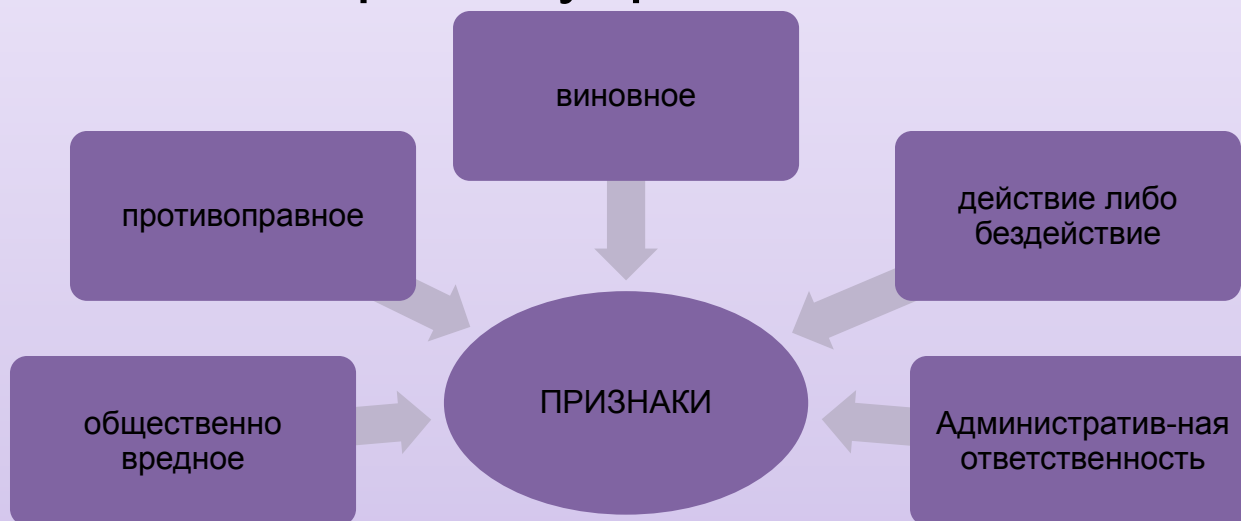 виновное
противоправное
действие либо
бездействие
ПРИЗНАКИ
общественно
вредное
Административ-ная
ответственность